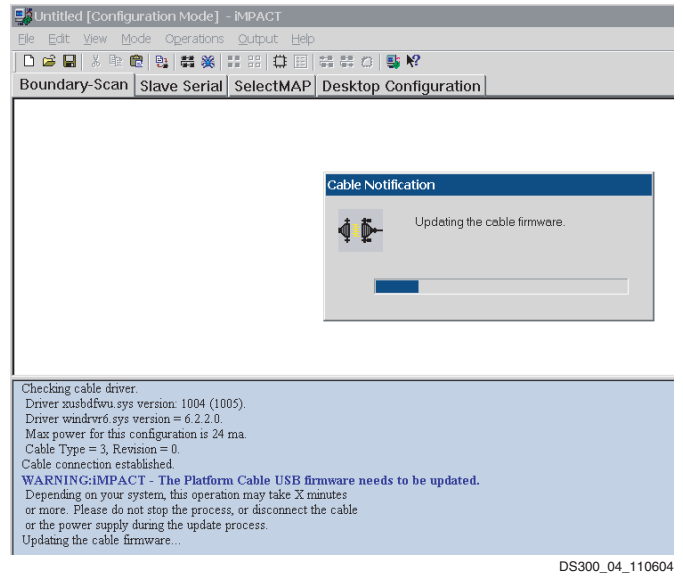 Untitled [Configuration Mode] - iMPACT
File Edit View Mode Operations Output Help
Boundary-Scan Slave Serial SelectMAP Desktop Configuration
Cable Notification
Updating the cable firmware.
Checking cable driver.
Driver xusbdfwu.sys version: 1004 (1005).
Driver windrvr6.sys version = 6.2.2.0.
Max power for this configuration is 24 ma.
Cable Type = 3, Revision = 0.
Cable connection established.
WARNING:iMPACT - The Platform Cable USB firmware needs to be updated.
Depending on your system, this operation may take X minutes
or more. Please do not stop the process, or disconnect the cable
or the power supply during the update process.
Updating the cable firmware...
DS300_04_110604